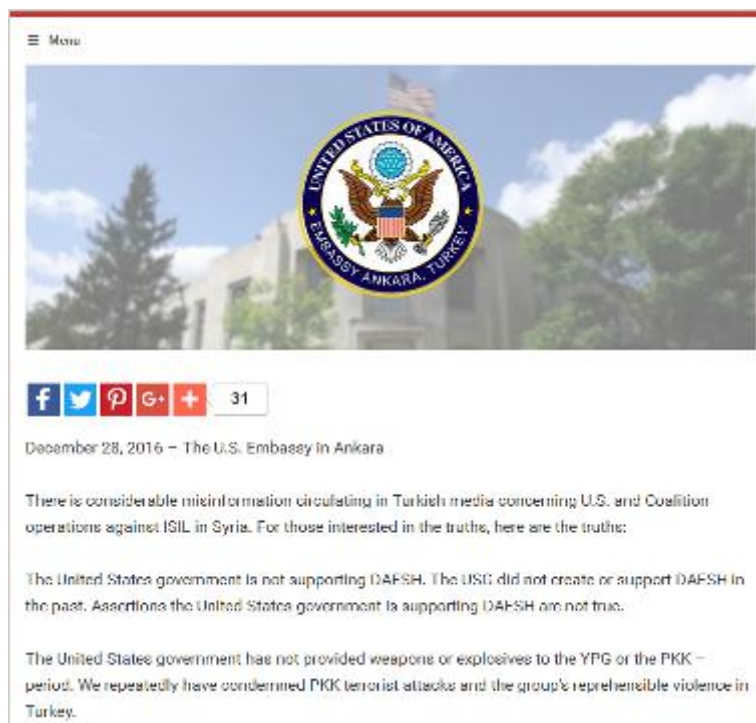 ☰ Menu
UNITED STATES OF AMERICA
EMBASSY ANKARA, TURKEY
31
December 28, 2016 – The U.S. Embassy in Ankara
There is considerable misinformation circulating in Turkish media concerning U.S. and Coalition
operations against ISIL in Syria. For those interested in the truths, here are the truths:
The United States government is not supporting DAESH. The USG did not create or support DAESH in
the past. Assertions the United States government is supporting DAESH are not true.
The United States government has not provided weapons or explosives to the YPG or the PKK –
period. We repeatedly have condemned PKK terrorist attacks and the group's reprehensible violence in
Turkey.